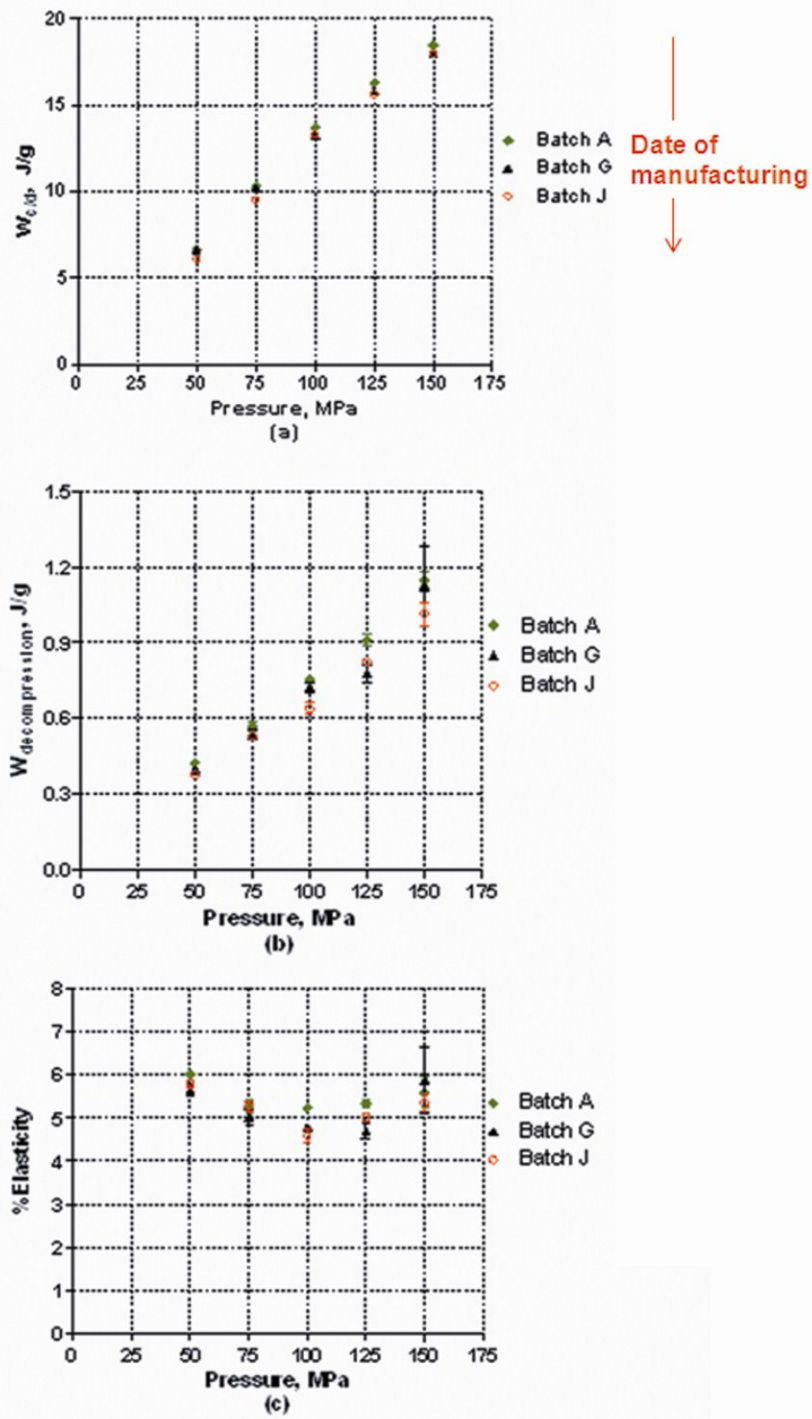 20
15
10
5
0
W c/d, J/g
0 25 50 75 100 125 150 175
Pressure, MPa
(a)
Batch A
Batch G
Batch J
Date of
manufacturing
1.5
1.2
0.9
0.6
0.3
0.0
W decompression, J/g
0 25 50 75 100 125 150 175
Pressure, MPa
(b)
Batch A
Batch G
Batch J
8
7
6
5
4
3
2
1
0
%Elasticity
0 25 50 75 100 125 150 175
Pressure, MPa
(c)
Batch A
Batch G
Batch J